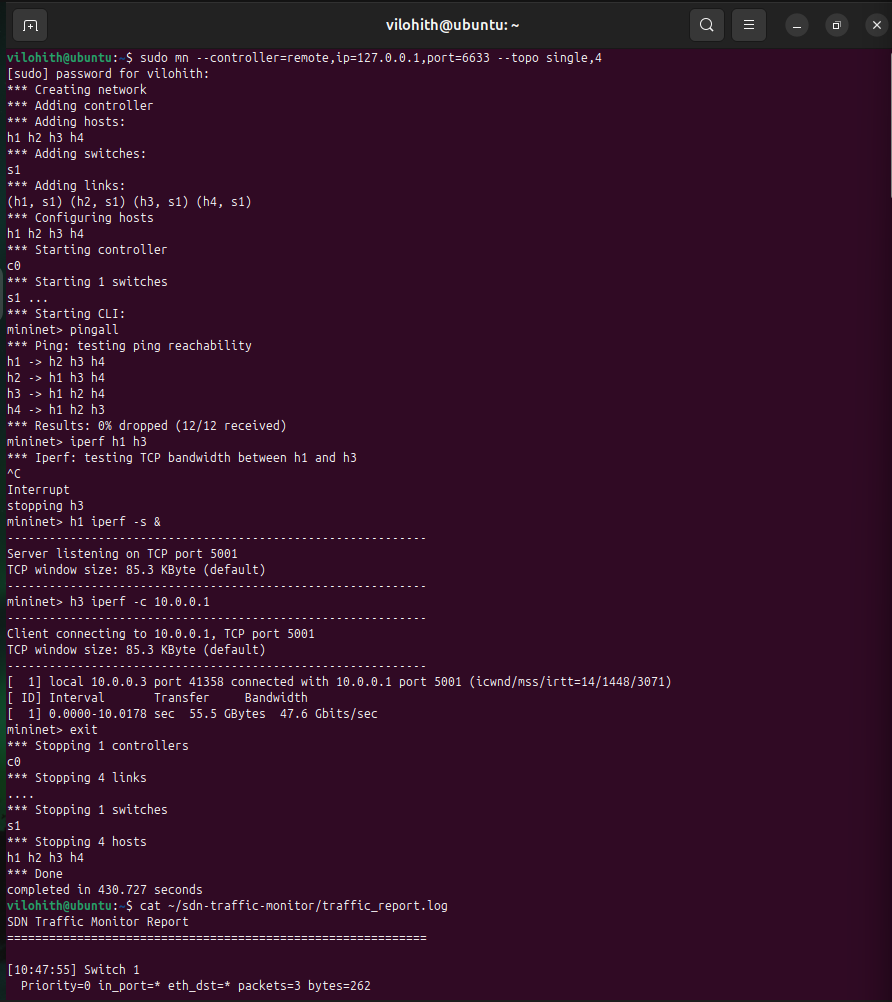 vilohith@ubuntu: ~
vilohith@ubuntu:~$ sudo mn --controller=remote,ip=127.0.0.1,port=6633 --topo single,4
[sudo] password for vilohith:
*** Creating network
*** Adding controller
*** Adding hosts:
h1 h2 h3 h4
*** Adding switches:
s1
*** Adding links:
(h1, s1) (h2, s1) (h3, s1) (h4, s1)
*** Configuring hosts
h1 h2 h3 h4
*** Starting controller
c0
*** Starting 1 switches
s1 ...
*** Starting CLI:
mininet> pingall
*** Ping: testing ping reachability
h1 -> h2 h3 h4
h2 -> h1 h3 h4
h3 -> h1 h2 h4
h4 -> h1 h2 h3
*** Results: 0% dropped (12/12 received)
mininet> iperf h1 h3
*** Iperf: testing TCP bandwidth between h1 and h3
^C
Interrupt
stopping h3
mininet> h1 iperf -s &
------------------------------------------------------------
Server listening on TCP port 5001
TCP window size: 85.3 KByte (default)
------------------------------------------------------------
mininet> h3 iperf -c 10.0.0.1
------------------------------------------------------------
Client connecting to 10.0.0.1, TCP port 5001
TCP window size: 85.3 KByte (default)
------------------------------------------------------------
[  1] local 10.0.0.3 port 41358 connected with 10.0.0.1 port 5001 (icwnd/mss/irtt=14/1448/3071)
[ ID] Interval       Transfer     Bandwidth
[  1] 0.0000-10.0178 sec  55.5 GBytes  47.6 Gbits/sec
mininet> exit
*** Stopping 1 controllers
c0
*** Stopping 4 links
....
*** Stopping 1 switches
s1
*** Stopping 4 hosts
h1 h2 h3 h4
*** Done
completed in 430.727 seconds
vilohith@ubuntu:~$ cat ~/sdn-traffic-monitor/traffic_report.log
SDN Traffic Monitor Report
============================================================

[10:47:55] Switch 1
  Priority=0 in_port=* eth_dst=* packets=3 bytes=262